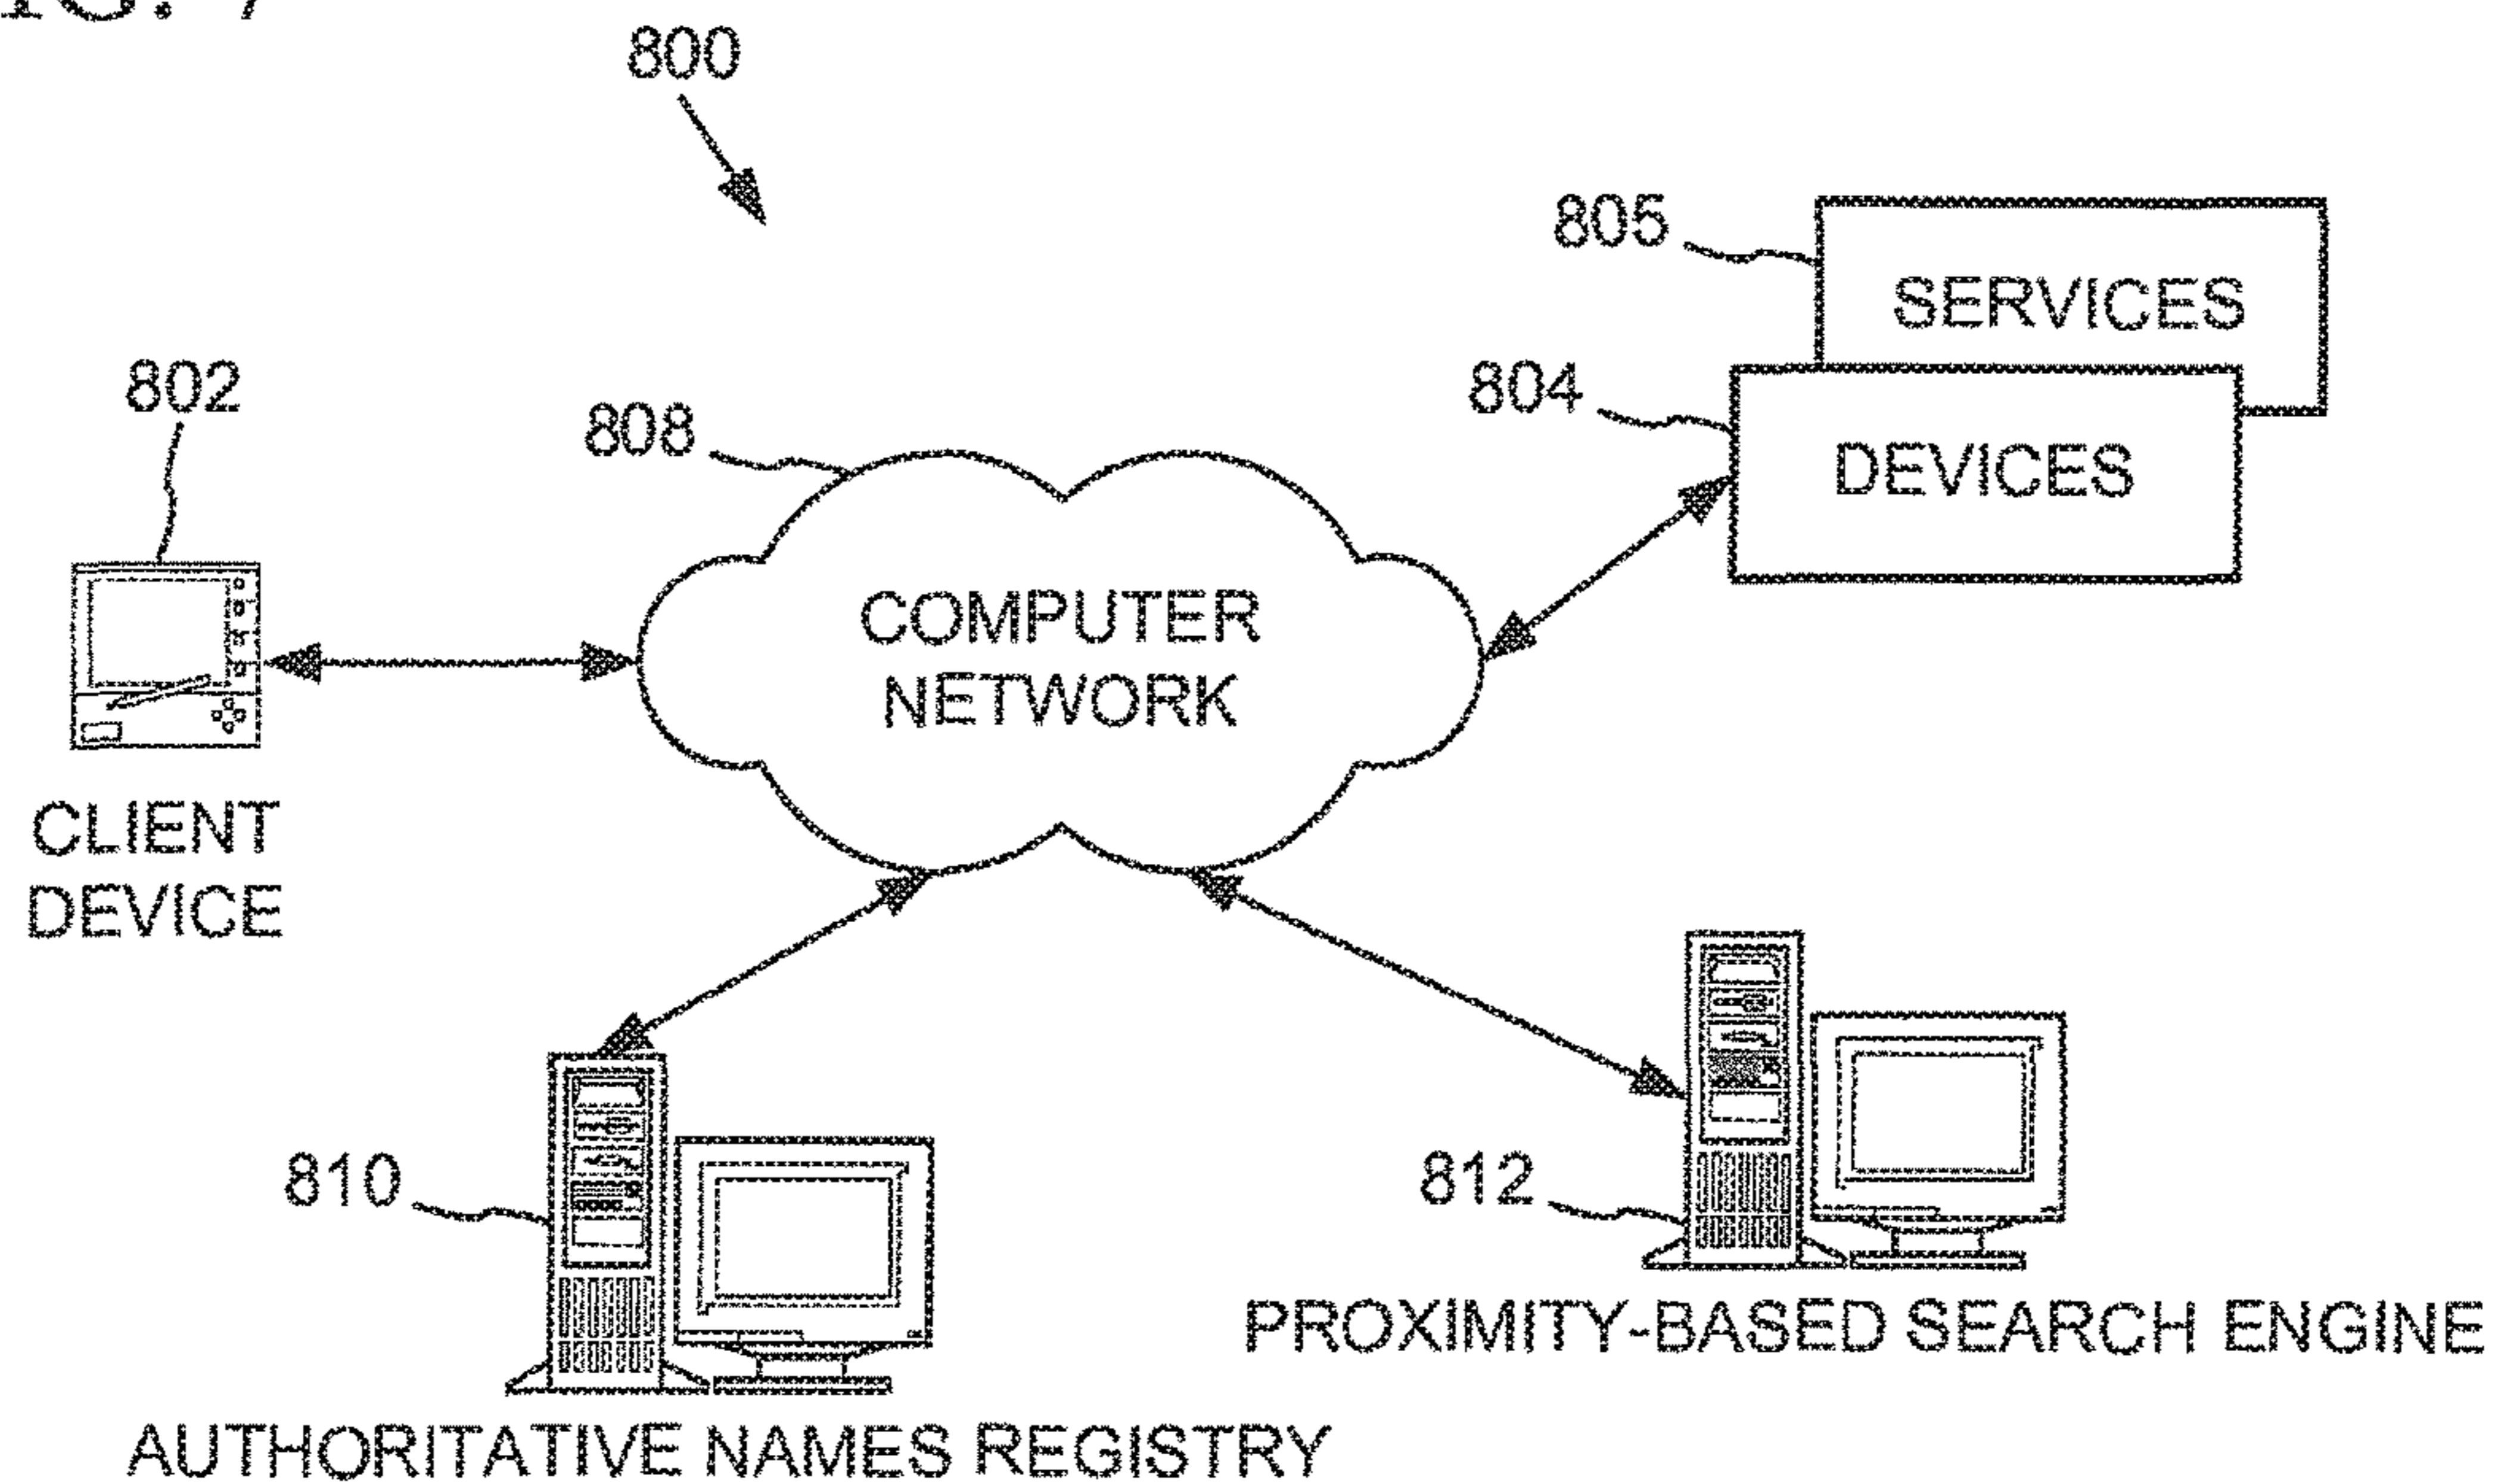 800
805
SERVICES
802
804
808
DEVICES
COMPUTER
NETWORK
CLIENT
DEVICE
810
812
PROXIMITY-BASED SEARCH ENGINE
AUTHORITATIVE NAMES REGISTRY